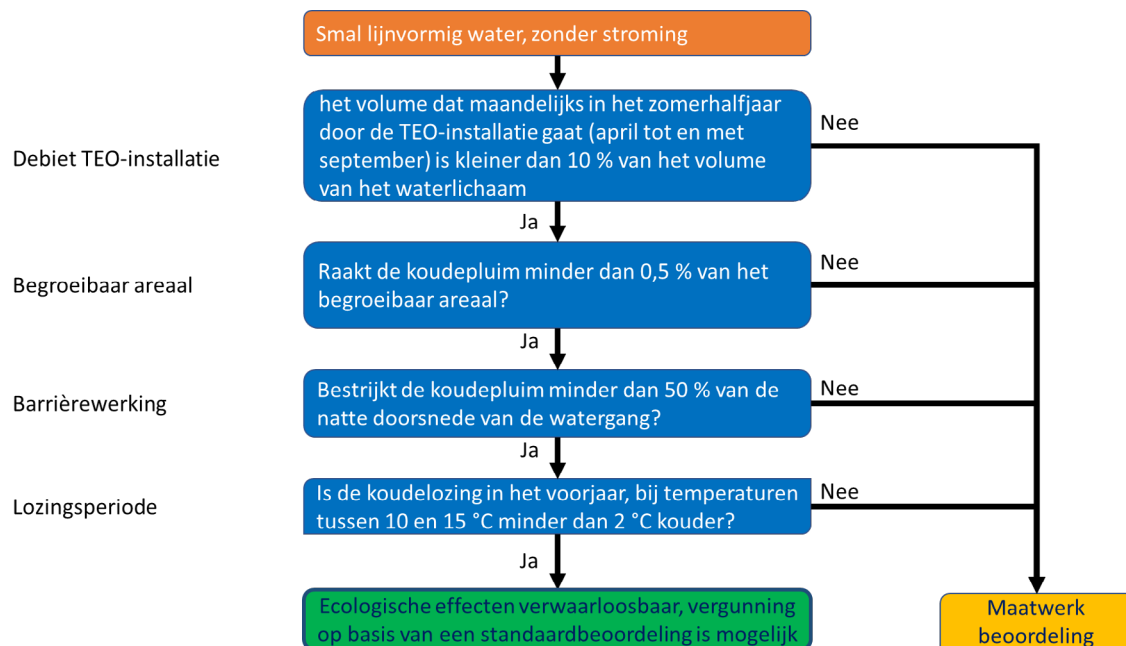 Smal lijnvormig water, zonder stroming
Debiet TEO-installatie
het volume dat maandelijks in het zomerhalfjaar
door de TEO-installatie gaat (april tot en met
september) is kleiner dan 10 % van het volume
van het waterlichaam
Nee
Ja
Begroeibaar areaal
Raakt de koudepluim minder dan 0,5 % van het
begroeibaar areaal?
Nee
Ja
Barrièrewerking
Bestrijkt de koudepluim minder dan 50 % van de
natte doorsnede van de watergang?
Nee
Ja
Lozingsperiode
Is de koudelozing in het voorjaar, bij temperaturen
tussen 10 en 15 °C minder dan 2 °C kouder?
Nee
Ja
Ecologische effecten verwaarloosbaar, vergunning
op basis van een standaardbeoordeling is mogelijk
Maatwerk
beoordeling